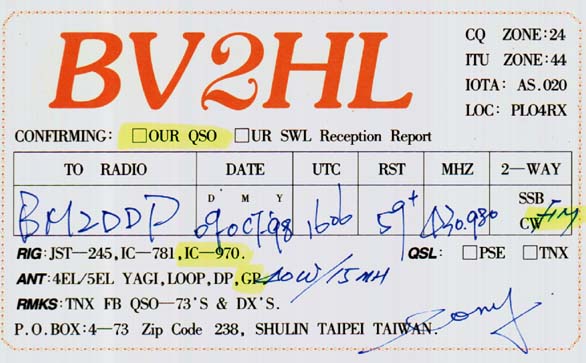 BV2HL
CQ ZONE:24
ITU ZONE:44
IOTA: AS.020
LOC: PLO4RX
CONFIRMING: □OUR QSO □UR SWL Reception Report
TO RADIO DATE UTC RST MHZ 2—WAY
D M Y
BM2DDP 09 OCT.98 1606 59+ 430.980 SSB
CW FM
RIG:JST—245,IC—781,IC—970. QSL: □PSE □TNX
ANT:4EL/5EL YAGI,LOOP,DP,GP 10W/15MH
RMKS:TNX FB QSO—73'S & DX'S.
P.O.BOX:4—73 Zip Code 238, SHULIN TAIPEI TAIWAN.